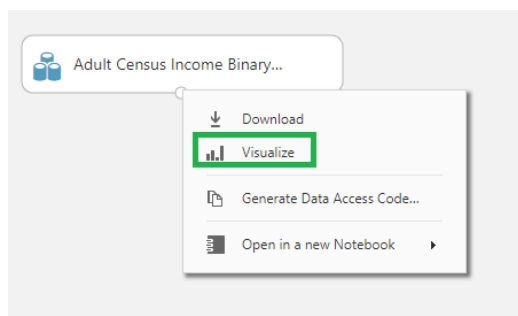 Adult Census Income Binary...
Download
Visualize
Generate Data Access Code...
Open in a new Notebook